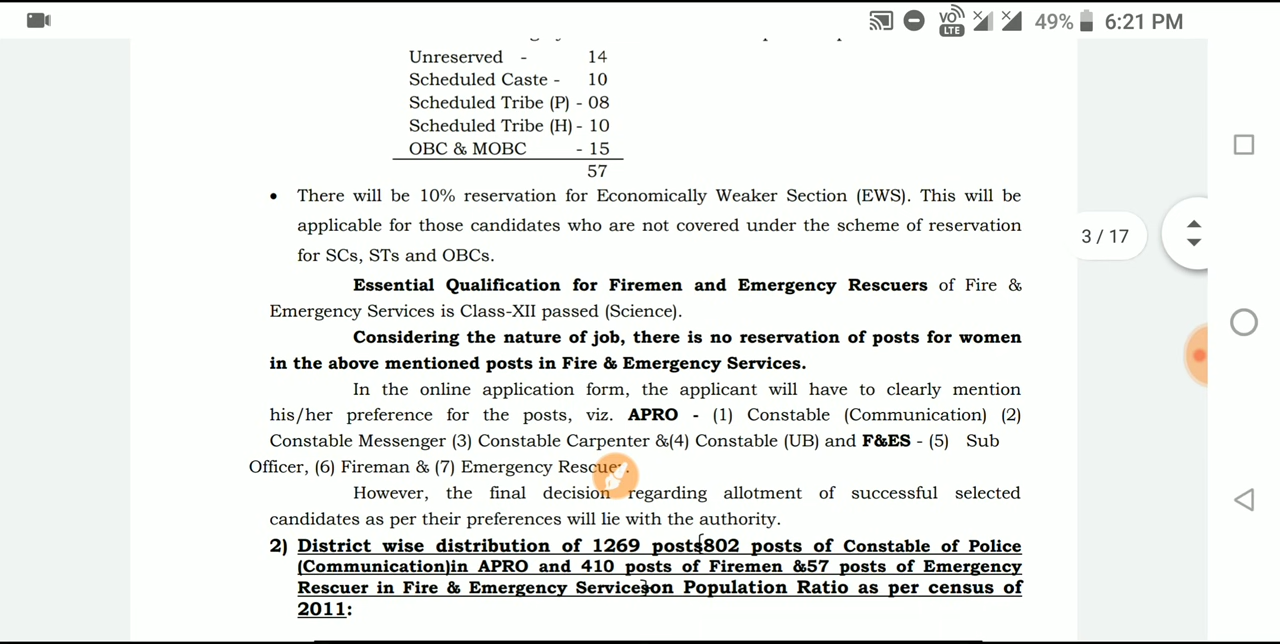 VO LTE 49% 6:21 PM
Unreserved - 14
Scheduled Caste - 10
Scheduled Tribe (P) - 08
Scheduled Tribe (H) - 10
OBC & MOBC - 15
57
• There will be 10% reservation for Economically Weaker Section (EWS). This will be
applicable for those candidates who are not covered under the scheme of reservation
for SCs, STs and OBCs.
3 / 17
Essential Qualification for Firemen and Emergency Rescuers of Fire &
Emergency Services is Class-XII passed (Science).
Considering the nature of job, there is no reservation of posts for women
in the above mentioned posts in Fire & Emergency Services.
In the online application form, the applicant will have to clearly mention
his/her preference for the posts, viz. APRO - (1) Constable (Communication) (2)
Constable Messenger (3) Constable Carpenter &(4) Constable (UB) and F&ES - (5) Sub
Officer, (6) Fireman & (7) Emergency Rescuer.
However, the final decision regarding allotment of successful selected
candidates as per their preferences will lie with the authority.
2) District wise distribution of 1269 posts{802 posts of Constable of Police
(Communication)in APRO and 410 posts of Firemen &57 posts of Emergency
Rescuer in Fire & Emergency Services}on Population Ratio as per census of
2011: